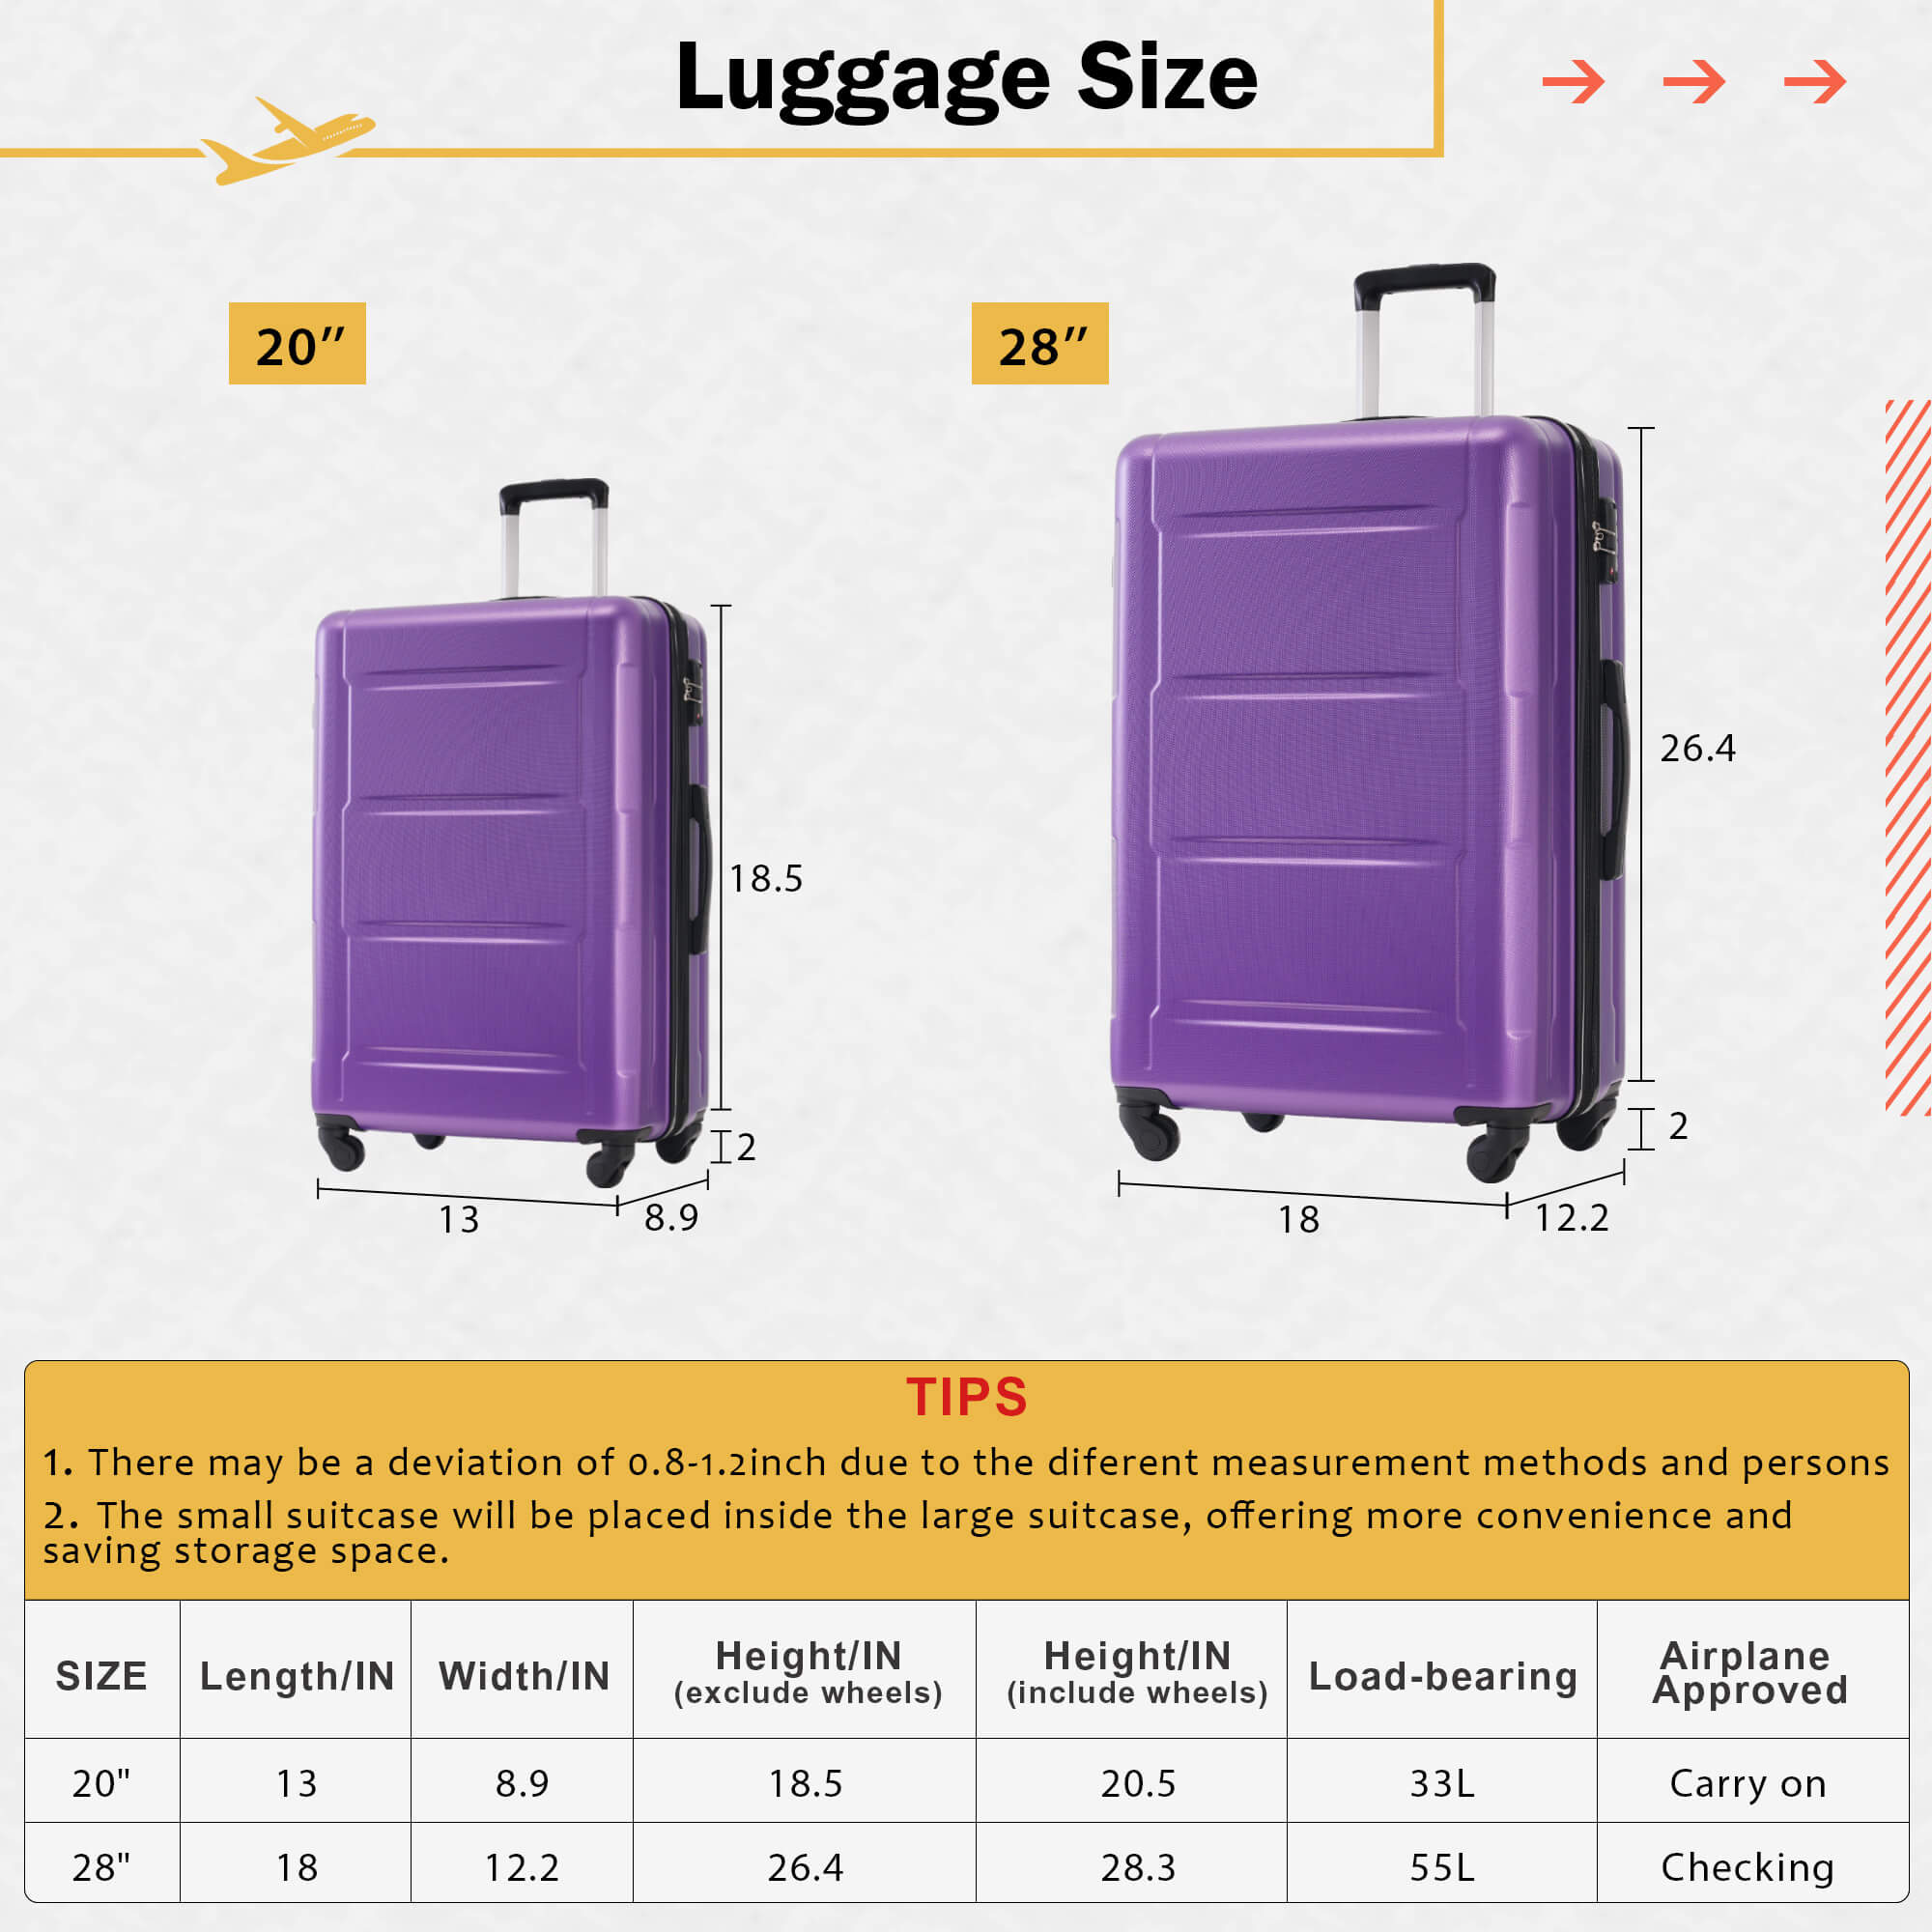 Luggage Size
20″
28″
26.4
18.5
2
2
13
8.9
18
12.2
TIPS
1. There may be a deviation of 0.8-1.2inch due to the diferent measurement methods and persons
2. The small suitcase will be placed inside the large suitcase, offering more convenience and
saving storage space.
SIZE Length/IN Width/IN Height/IN (exclude wheels) Height/IN (include wheels) Load-bearing Airplane Approved
20" 13 8.9 18.5 20.5 33L Carry on
28" 18 12.2 26.4 28.3 55L Checking